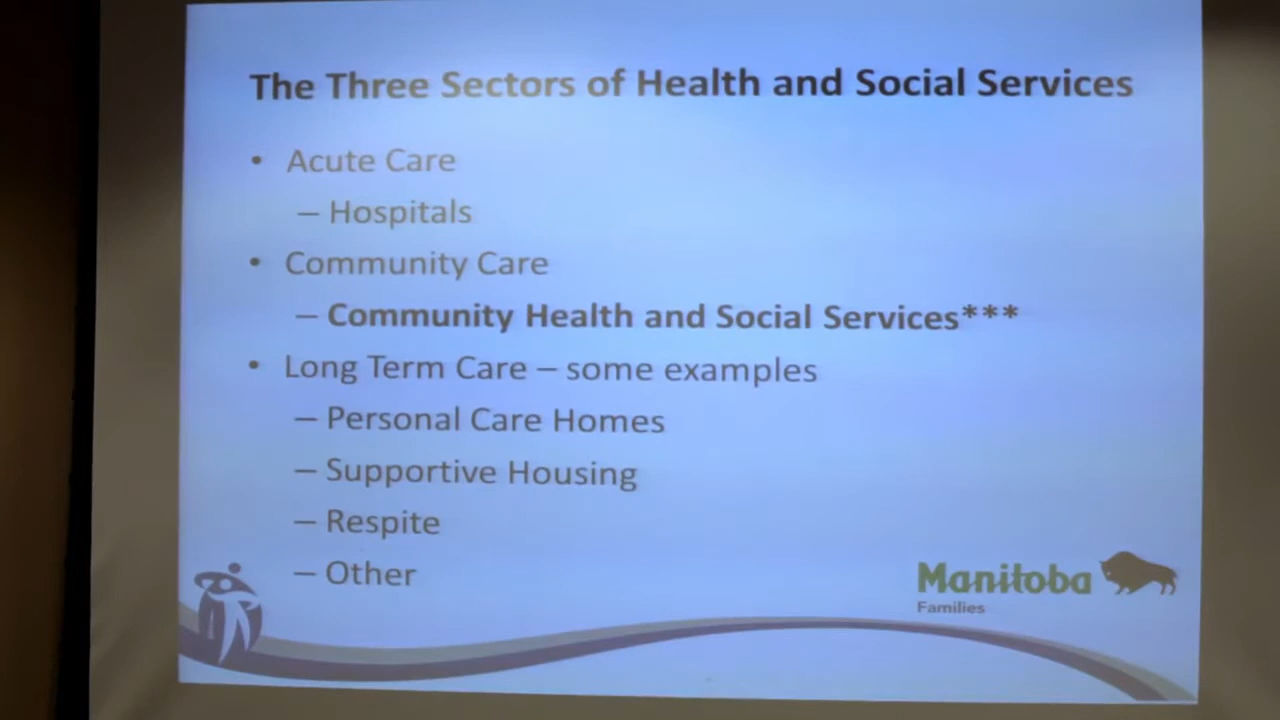 The Three Sectors of Health and Social Services
• Acute Care
– Hospitals
• Community Care
– Community Health and Social Services***
• Long Term Care – some examples
– Personal Care Homes
– Supportive Housing
– Respite
– Other
Manitoba
Families